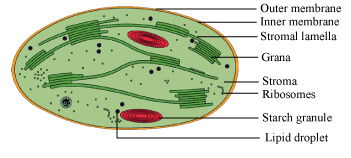 Outer membrane
Inner membrane
Stromal lamella
Grana
Stroma
Ribosomes
Starch granule
Lipid droplet